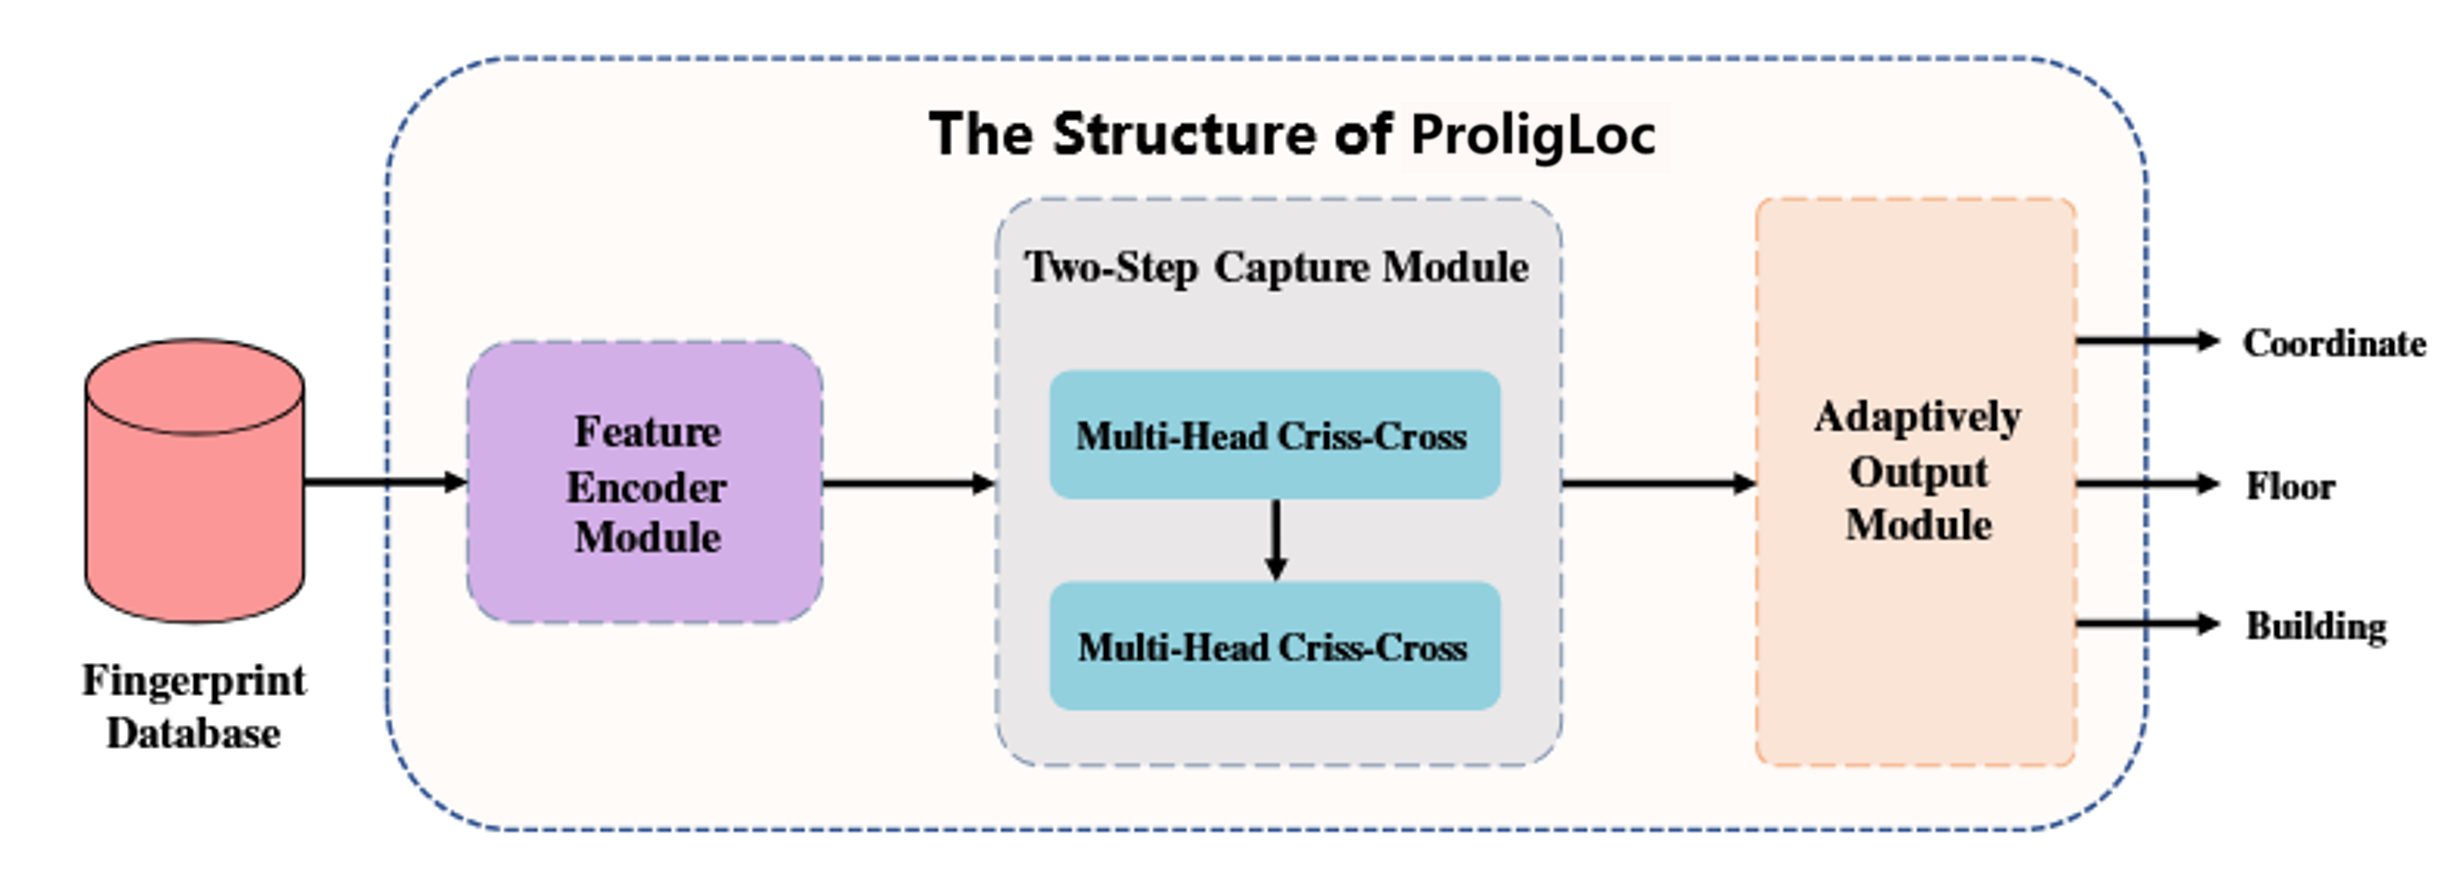 The Structure of ProligLoc
Fingerprint
Database
Feature
Encoder
Module
Two-Step Capture Module
Multi-Head Criss-Cross
Multi-Head Criss-Cross
Adaptively
Output
Module
Coordinate
Floor
Building